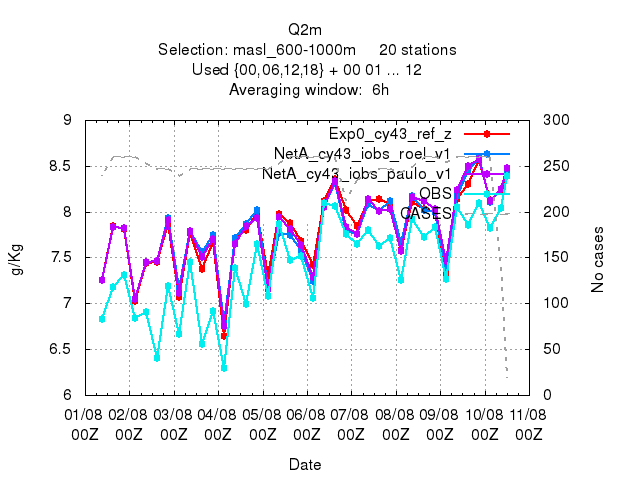 Q2m
Selection: masl_600-1000m 20 stations
Used {00,06,12,18} + 00 01 ... 12
Averaging window: 6h
Exp0_cy43_ref_z
NetA_cy43_iobs_roel_v1
NetA_cy43_iobs_paulo_v1
OBS
CASES
9
8.5
8
7.5
7
6.5
6
g/Kg
300
250
200
150
100
50
0
No cases
01/08 02/08 03/08 04/08 05/08 06/08 07/08 08/08 09/08 10/08 11/08
00Z 00Z 00Z 00Z 00Z 00Z 00Z 00Z 00Z 00Z 00Z
Date